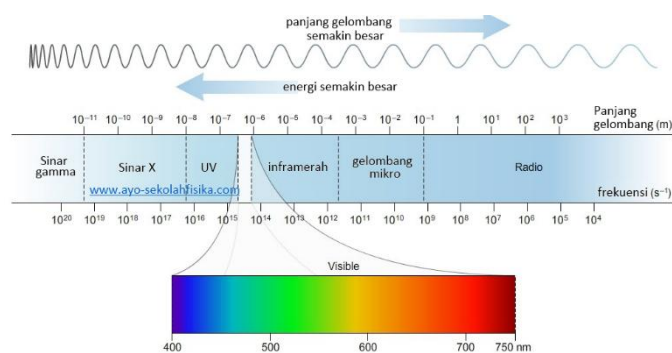 panjang gelombang
semakin besar
energi semakin besar
10⁻¹¹ 10⁻¹⁰ 10⁻⁹ 10⁻⁸ 10⁻⁷ 10⁻⁶ 10⁻⁵ 10⁻⁴ 10⁻³ 10⁻² 10⁻¹ 1 10¹ 10² 10³ Panjang
gelombang (m)
Sinar
gamma
Sinar X
UV
inframerah
gelombang
mikro
Radio
www.ayo-sekolahfisika.com
frekuensi (s⁻¹)
10²⁰ 10¹⁹ 10¹⁸ 10¹⁷ 10¹⁶ 10¹⁵ 10¹⁴ 10¹³ 10¹² 10¹¹ 10¹⁰ 10⁹ 10⁸ 10⁷ 10⁶ 10⁵ 10⁴
Visible
400 500 600 700 750 nm